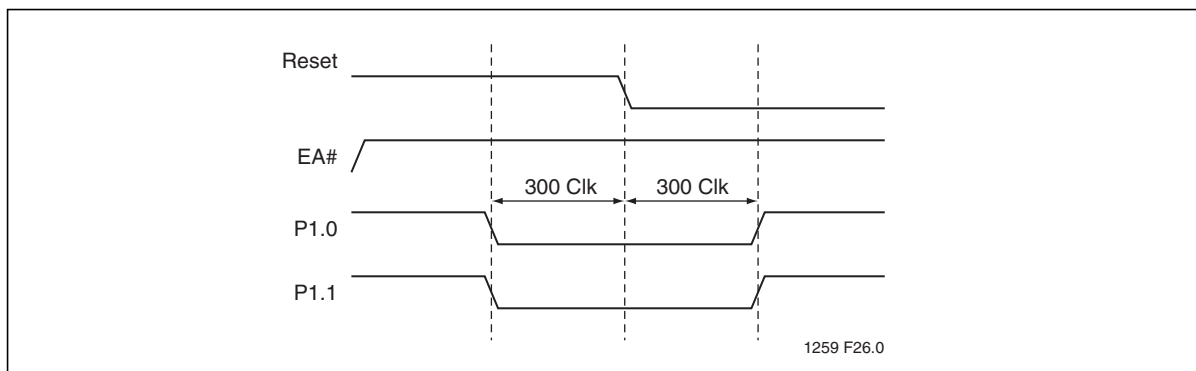 Reset
EA#
300 Clk 300 Clk
P1.0
P1.1
1259 F26.0